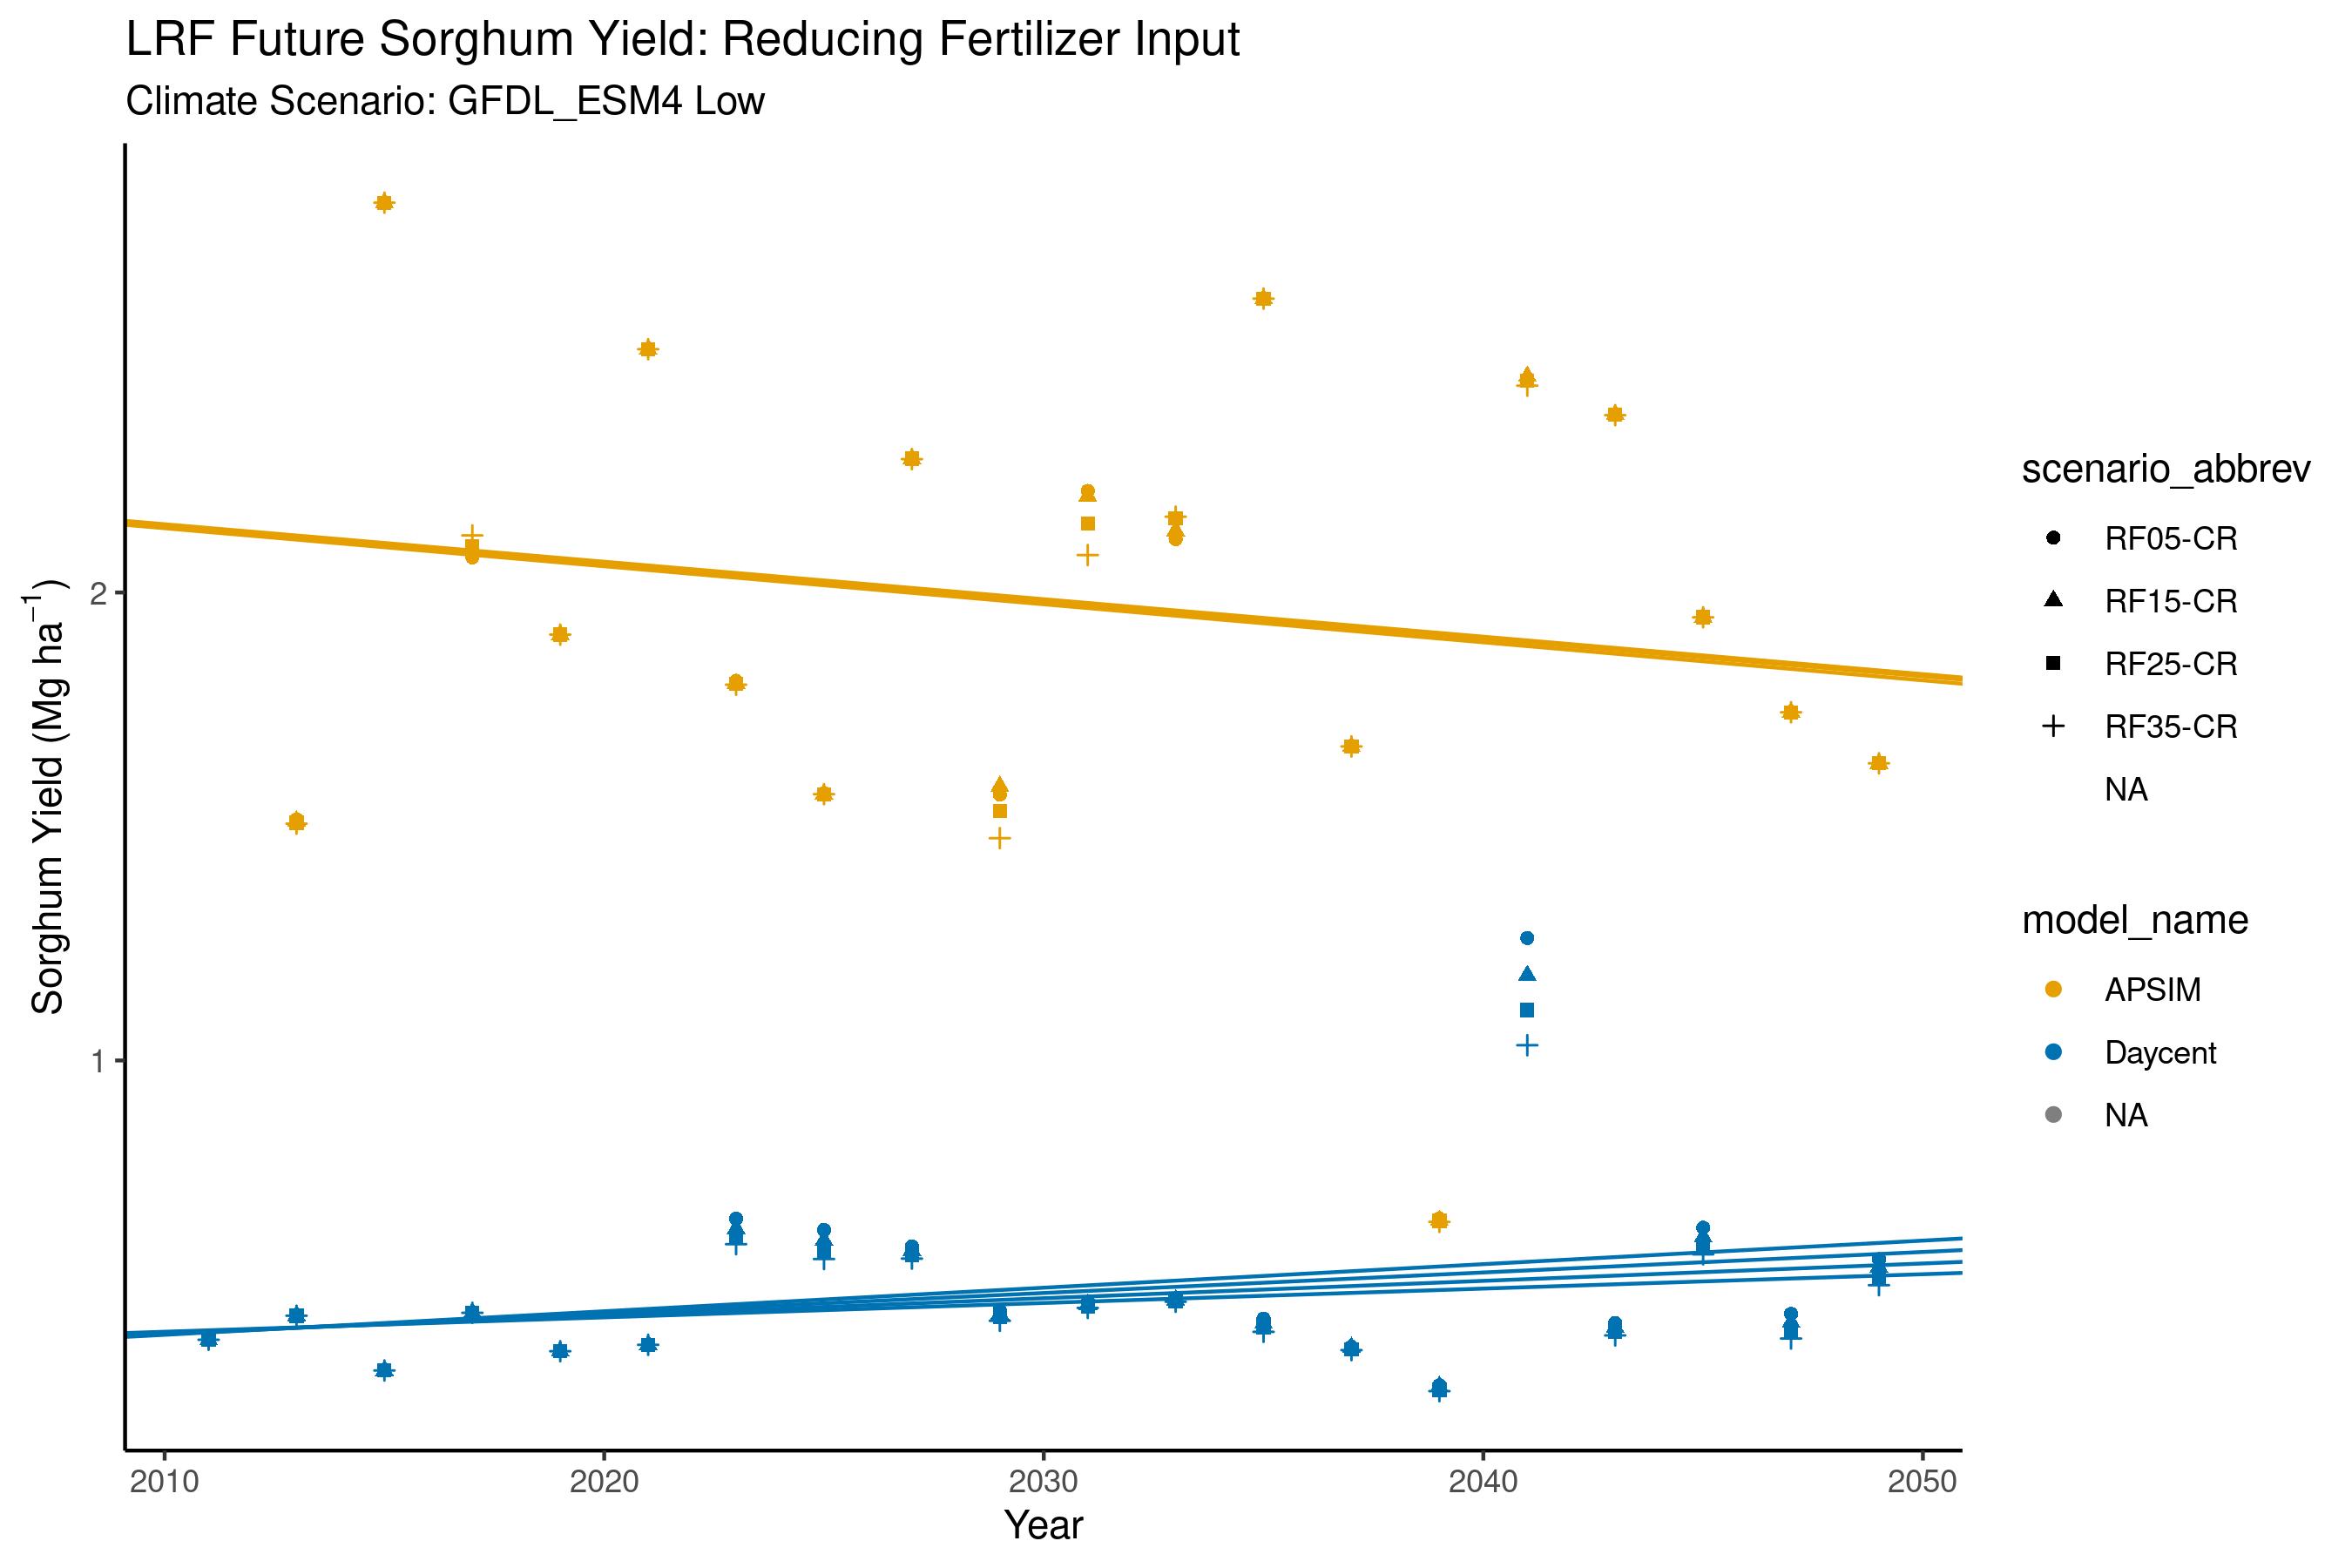 LRF Future Sorghum Yield: Reducing Fertilizer Input
Climate Scenario: GFDL_ESM4 Low
Sorghum Yield (Mg ha⁻¹)
2
1
2010 2020 2030 2040 2050
Year
scenario_abbrev
RF05-CR
RF15-CR
RF25-CR
RF35-CR
NA
model_name
APSIM
Daycent
NA